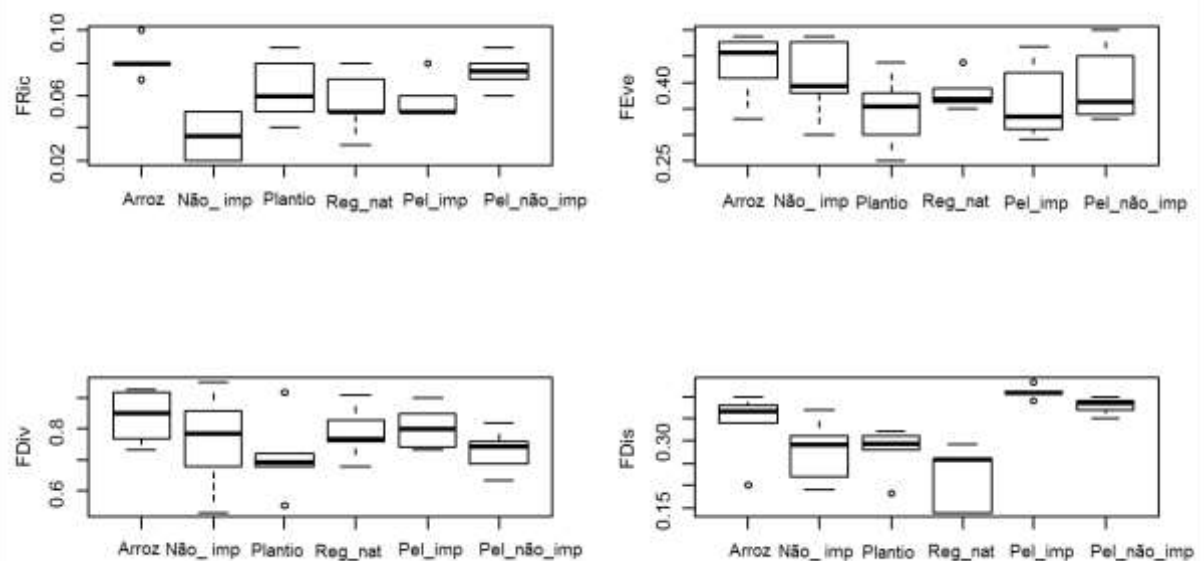 FRic
0.02 0.06 0.10
Arroz Não_ imp Plantio Reg_nat Pel_imp Pel_não_imp
FEve
0.25 0.40
Arroz Não_ imp Plantio Reg_nat Pel_imp Pel_não_imp
FDiv
0.6 0.8
Arroz Não_ imp Plantio Reg_nat Pel_imp Pel_não_imp
FDis
0.15 0.30
Arroz Não_ imp Plantio Reg_nat Pel_imp Pel_não_imp